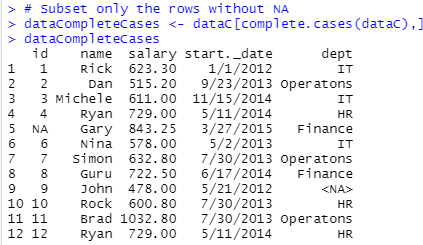 > # Subset only the rows without NA
> dataCompleteCases <- dataC[complete.cases(dataC),]
> dataCompleteCases
   id    name  salary start._date      dept
1   1    Rick  623.30    1/1/2012        IT
2   2     Dan  515.20   9/23/2013 Operatons
3   3 Michele  611.00  11/15/2014        IT
4   4    Ryan  729.00   5/11/2014        HR
5  NA    Gary  843.25   3/27/2015   Finance
6   6    Nina  578.00    5/2/2013        IT
7   7   Simon  632.80   7/30/2013 Operatons
8   8    Guru  722.50   6/17/2014   Finance
9   9    John  478.00   5/21/2012      <NA>
10 10    Rock  600.80   7/30/2013        HR
11 11    Brad 1032.80   7/30/2013 Operatons
12 12    Ryan  729.00   5/11/2014        HR